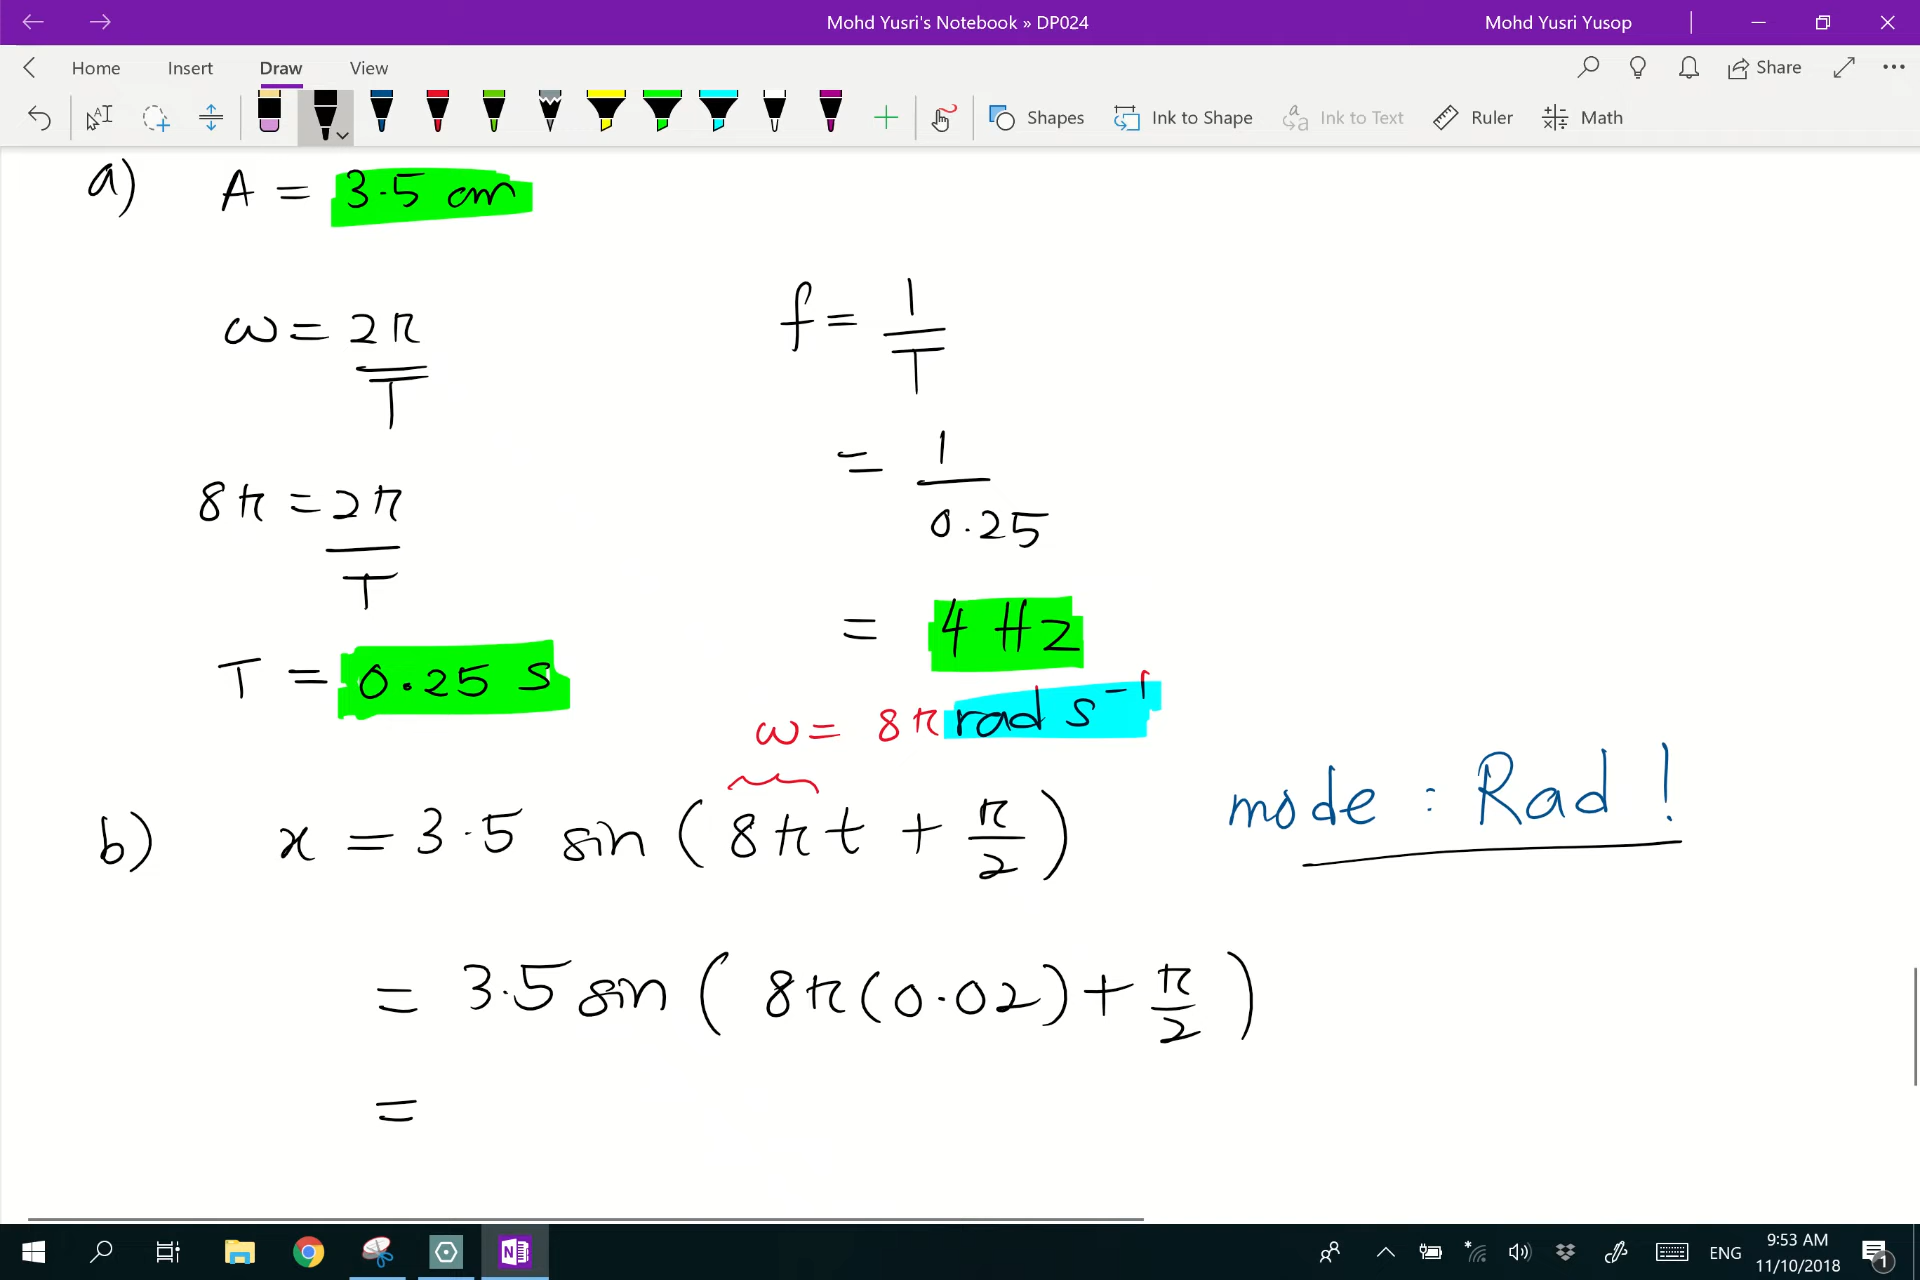 Mohd Yusri's Notebook » DP024
Mohd Yusri Yusop
Home Insert Draw View
Share
Shapes Ink to Shape Ink to Text Ruler Math
a) A = 3.5 cm
ω = 2π/T
f = 1/T
8π = 2π/T
= 1/0.25
T = 0.25 s
= 4 Hz
ω = 8π rad s⁻¹
b) x = 3.5 sin (8πt + π/2)
mode : Rad !
= 3.5 sin (8π(0.02) + π/2)
=
ENG
9:53 AM
11/10/2018
1